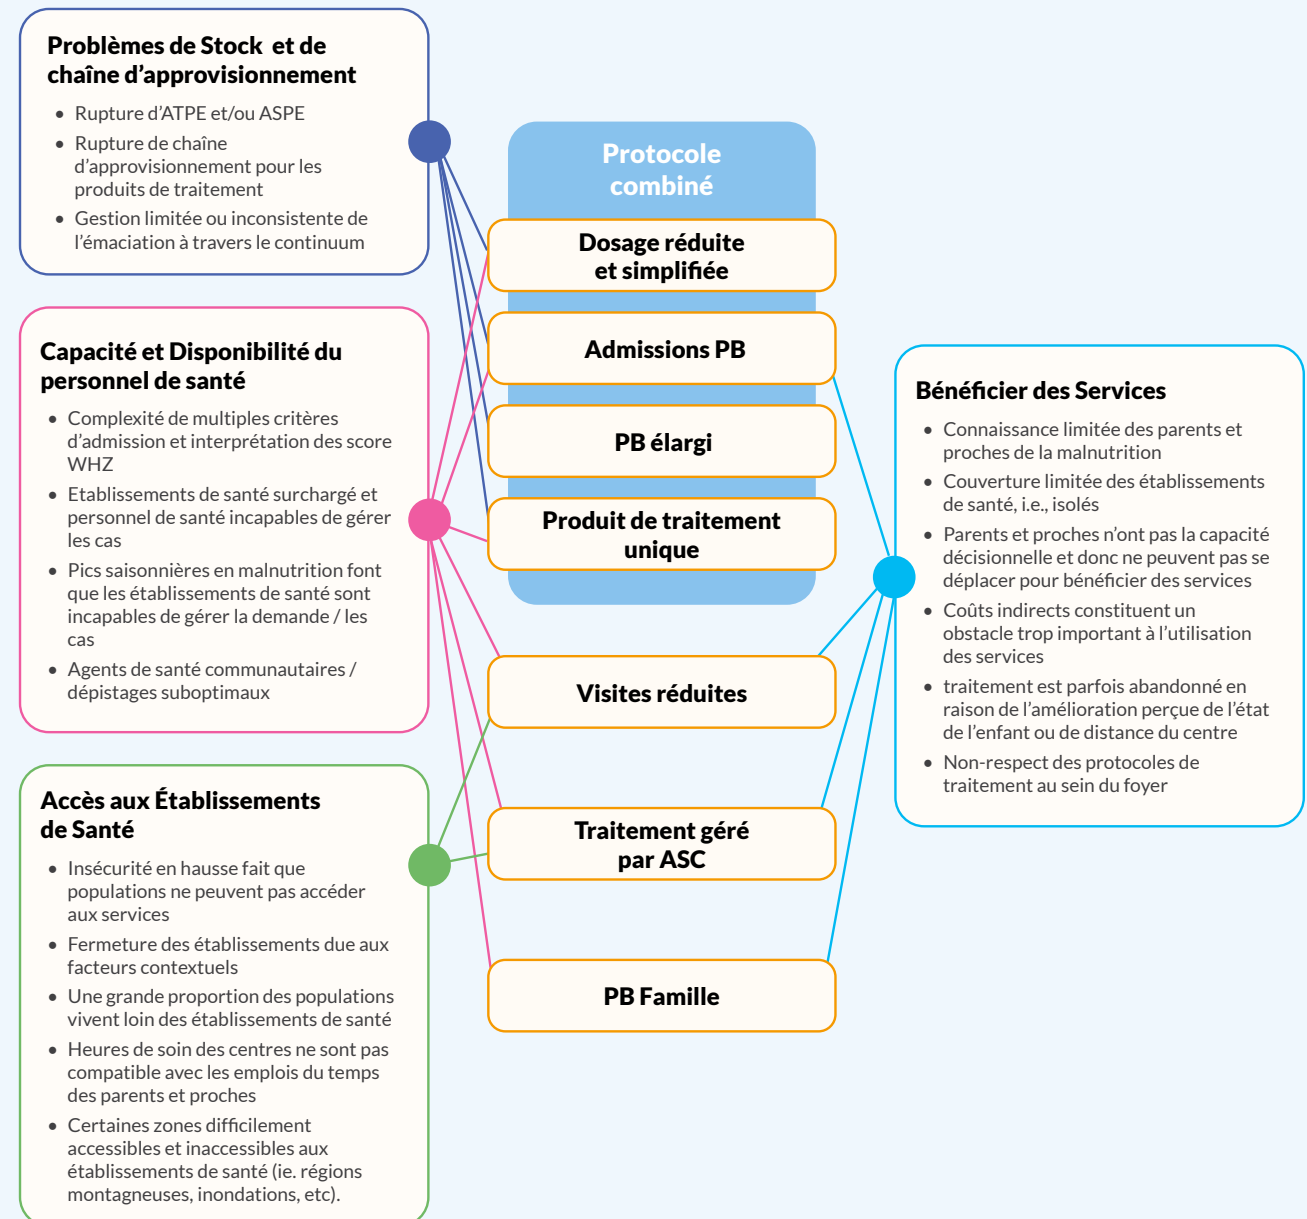 Problèmes de Stock et de
chaîne d'approvisionnement
• Rupture d'ATPE et/ou ASPE
• Rupture de chaîne
d'approvisionnement pour les
produits de traitement
• Gestion limitée ou inconsistente de
l'émaciation à travers le continuum
Capacité et Disponibilité du
personnel de santé
• Complexité de multiples critères
d'admission et interprétation des score
WHZ
• Etablissements de santé surchargé et
personnel de santé incapables de gérer
les cas
• Pics saisonnières en malnutrition font
que les établissements de santé sont
incapables de gérer la demande / les
cas
• Agents de santé communautaires /
dépistages suboptimaux
Accès aux Établissements
de Santé
• Insécurité en hausse fait que
populations ne peuvent pas accéder
aux services
• Fermeture des établissements due aux
facteurs contextuels
• Une grande proportion des populations
vivent loin des établissements de santé
• Heures de soin des centres ne sont pas
compatible avec les emplois du temps
des parents et proches
• Certaines zones difficilement
accessibles et inaccessibles aux
établissements de santé (ie. régions
montagneuses, inondations, etc).
Protocole
combiné
Dosage réduite
et simplifiée
Admissions PB
PB élargi
Produit de traitement
unique
Visites réduites
Traitement géré
par ASC
PB Famille
Bénéficier des Services
• Connaissance limitée des parents et
proches de la malnutrition
• Couverture limitée des établissements
de santé, i.e., isolés
• Parents et proches n'ont pas la capacité
décisionnelle et donc ne peuvent pas se
déplacer pour bénéficier des services
• Coûts indirects constituent un
obstacle trop important à l'utilisation
des services
• traitement est parfois abandonné en
raison de l'amélioration perçue de l'état
de l'enfant ou de distance du centre
• Non-respect des protocoles de
traitement au sein du foyer